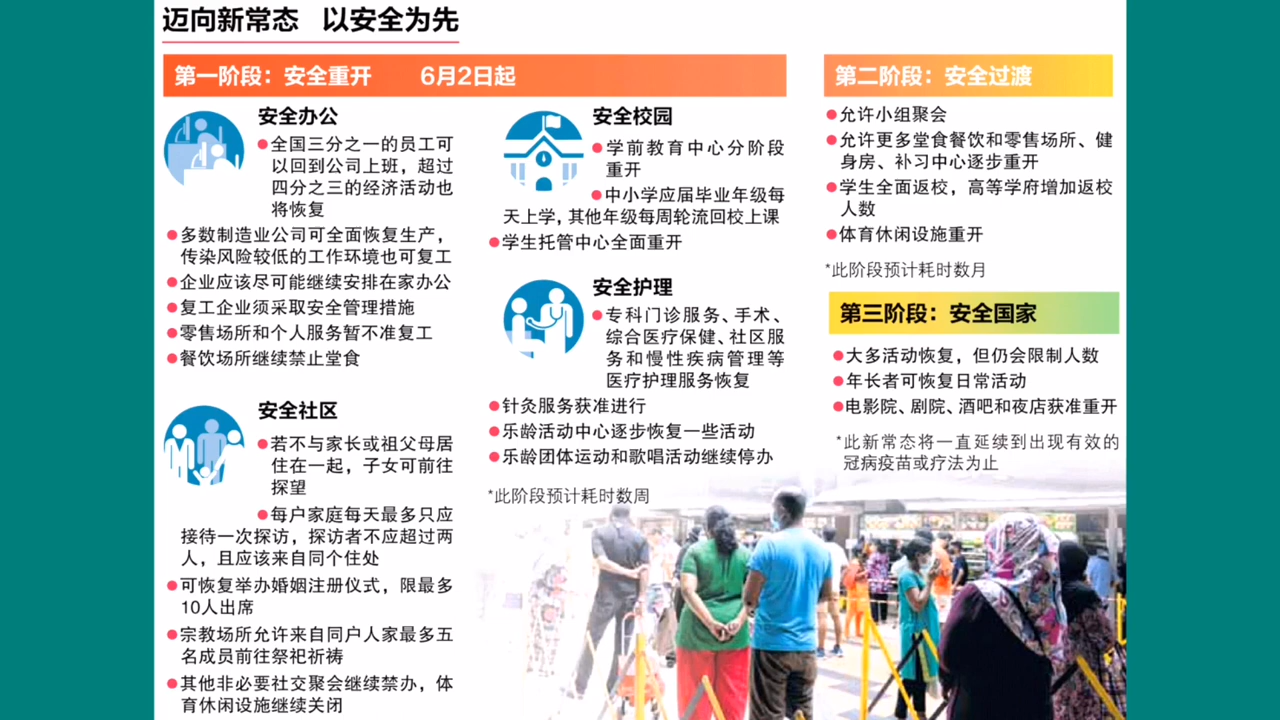 迈向新常态 以安全为先
第一阶段：安全重开 6月2日起
安全办公
●全国三分之一的员工可
以回到公司上班，超过
四分之三的经济活动也
将恢复
●多数制造业公司可全面恢复生产，
传染风险较低的工作环境也可复工
●企业应该尽可能继续安排在家办公
●复工企业须采取安全管理措施
●零售场所和个人服务暂不准复工
●餐饮场所继续禁止堂食
安全社区
●若不与家长或祖父母居
住在一起，子女可前往
探望
●每户家庭每天最多只应
接待一次探访，探访者不应超过两
人，且应该来自同个住处
●可恢复举办婚姻注册仪式，限最多
10人出席
●宗教场所允许来自同户人家最多五
名成员前往祭祀祈祷
●其他非必要社交聚会继续禁办，体
育休闲设施继续关闭
安全校园
●学前教育中心分阶段
重开
●中小学应届毕业年级每
天上学，其他年级每周轮流回校上课
●学生托管中心全面重开
安全护理
●专科门诊服务、手术、
综合医疗保健、社区服
务和慢性疾病管理等
医疗护理服务恢复
●针灸服务获准进行
●乐龄活动中心逐步恢复一些活动
●乐龄团体运动和歌唱活动继续停办
*此阶段预计耗时数周
第二阶段：安全过渡
●允许小组聚会
●允许更多堂食餐饮和零售场所、健
身房、补习中心逐步重开
●学生全面返校，高等学府增加返校
人数
●体育休闲设施重开
*此阶段预计耗时数月
第三阶段：安全国家
●大多活动恢复，但仍会限制人数
●年长者可恢复日常活动
●电影院、剧院、酒吧和夜店获准重开
*此新常态将一直延续到出现有效的
冠病疫苗或疗法为止